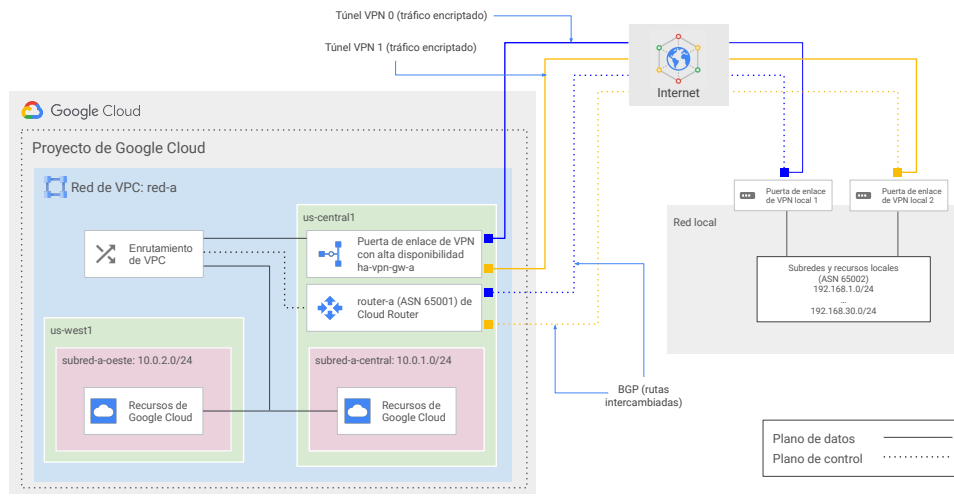 Túnel VPN 0 (tráfico encriptado)
Túnel VPN 1 (tráfico encriptado)
Internet
Google Cloud
Proyecto de Google Cloud
Red de VPC: red-a
us-central1
Enrutamiento
de VPC
Puerta de enlace de VPN
con alta disponibilidad
ha-vpn-gw-a
router-a (ASN 65001) de
Cloud Router
us-west1
subred-a-oeste: 10.0.2.0/24
Recursos de
Google Cloud
subred-a-central: 10.0.1.0/24
Recursos de
Google Cloud
Puerta de enlace
de VPN local 1
Puerta de enlace
de VPN local 2
Red local
Subredes y recursos locales
(ASN 65002)
192.168.1.0/24
...
192.168.30.0/24
BGP (rutas
intercambiadas)
Plano de datos
Plano de control